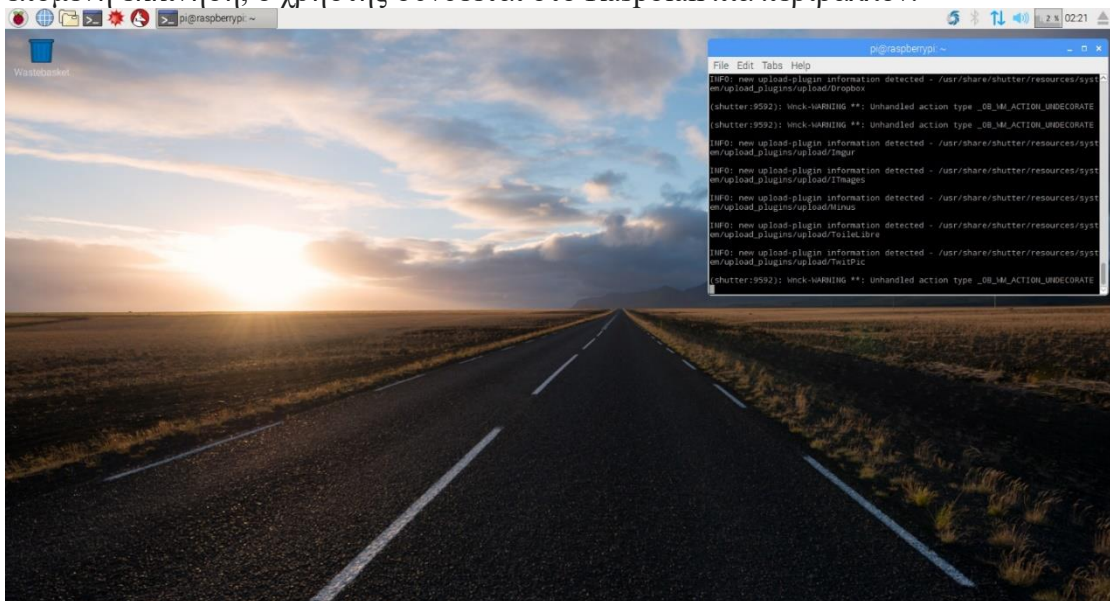 pi@raspberrypi: ~
2 %
02:21
Wastebasket
pi@raspberrypi: ~
File Edit Tabs Help
INFO: new upload-plugin information detected - /usr/share/shutter/resources/syst
em/upload_plugins/upload/Dropbox
(shutter:9592): Wnck-WARNING **: Unhandled action type _OB_WM_ACTION_UNDECORATE
(shutter:9592): Wnck-WARNING **: Unhandled action type _OB_WM_ACTION_UNDECORATE
INFO: new upload-plugin information detected - /usr/share/shutter/resources/syst
em/upload_plugins/upload/Imgur
INFO: new upload-plugin information detected - /usr/share/shutter/resources/syst
em/upload_plugins/upload/ITmages
INFO: new upload-plugin information detected - /usr/share/shutter/resources/syst
em/upload_plugins/upload/Minus
INFO: new upload-plugin information detected - /usr/share/shutter/resources/syst
em/upload_plugins/upload/ToileLibre
INFO: new upload-plugin information detected - /usr/share/shutter/resources/syst
em/upload_plugins/upload/TwitPic
(shutter:9592): Wnck-WARNING **: Unhandled action type _OB_WM_ACTION_UNDECORATE